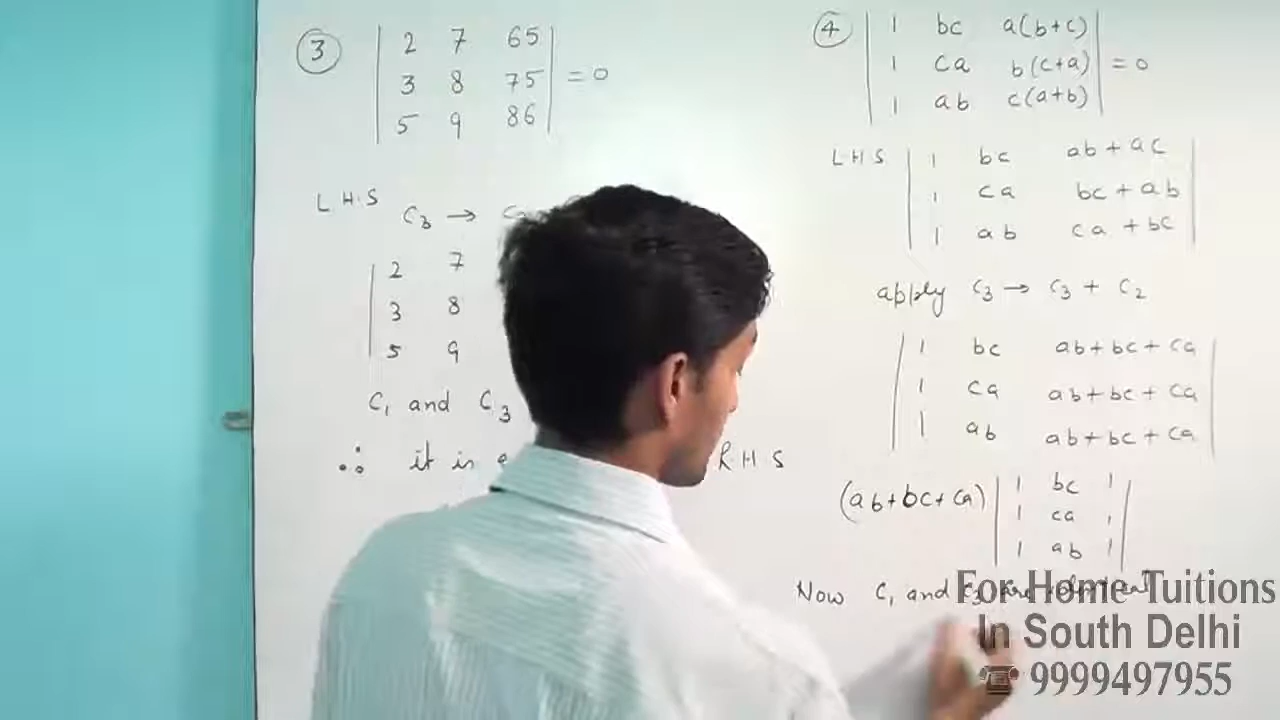 3 | 2 7 65 |
| 3 8 75 | = 0
| 5 9 86 |
L.H.S C₃ →
| 2 7
| 3 8
| 5 9
C₁ and C₃
∴ it is R H S
4 | 1 bc a(b+c) |
| 1 ca b(c+a) | = 0
| 1 ab c(a+b) |
LHS | 1 bc ab + ac |
| 1 ca bc + ab |
| 1 ab ca + bc |
apply C₃ → C₃ + C₂
| 1 bc ab+bc+ca |
| 1 ca ab+bc+ca |
| 1 ab ab+bc+ca |
(ab+bc+ca) | 1 bc 1 |
| 1 ca 1 |
| 1 ab 1 |
Now C₁ and C₃ are
For Home Tuitions
In South Delhi
☎ 9999497955